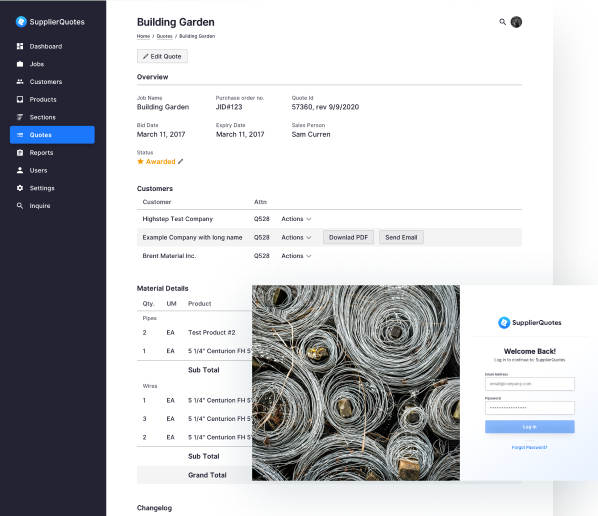 SupplierQuotes
Dashboard
Jobs
Customers
Products
Sections
Quotes
Reports
Users
Settings
Inquire
Building Garden
Home / Quotes / Building Garden
Edit Quote
Overview
Job Name Purchase order no. Quote Id
Building Garden JID#123 57360, rev 9/9/2020
Bid Date Expiry Date Sales Person
March 11, 2017 March 11, 2017 Sam Curren
Status
Awarded
Customers
Customer Attn
Highstep Test Company Q528 Actions
Example Company with long name Q528 Actions Downlad PDF Send Email
Brent Material Inc. Q528 Actions
Material Details
Qty. UM Product
Pipes
2 EA Test Product #2
1 EA 5 1/4" Centurion FH 5'
Sub Total
Wires
1 EA 5 1/4" Centurion FH 5'
3 EA 5 1/4" Centurion FH 5'
2 EA 5 1/4" Centurion FH 5'
Sub Total
Grand Total
Changelog
SupplierQuotes
Welcome Back!
Log in to continue to: SupplierQuotes
Email Address
email@company.com
Password
Log in
Forgot Password?